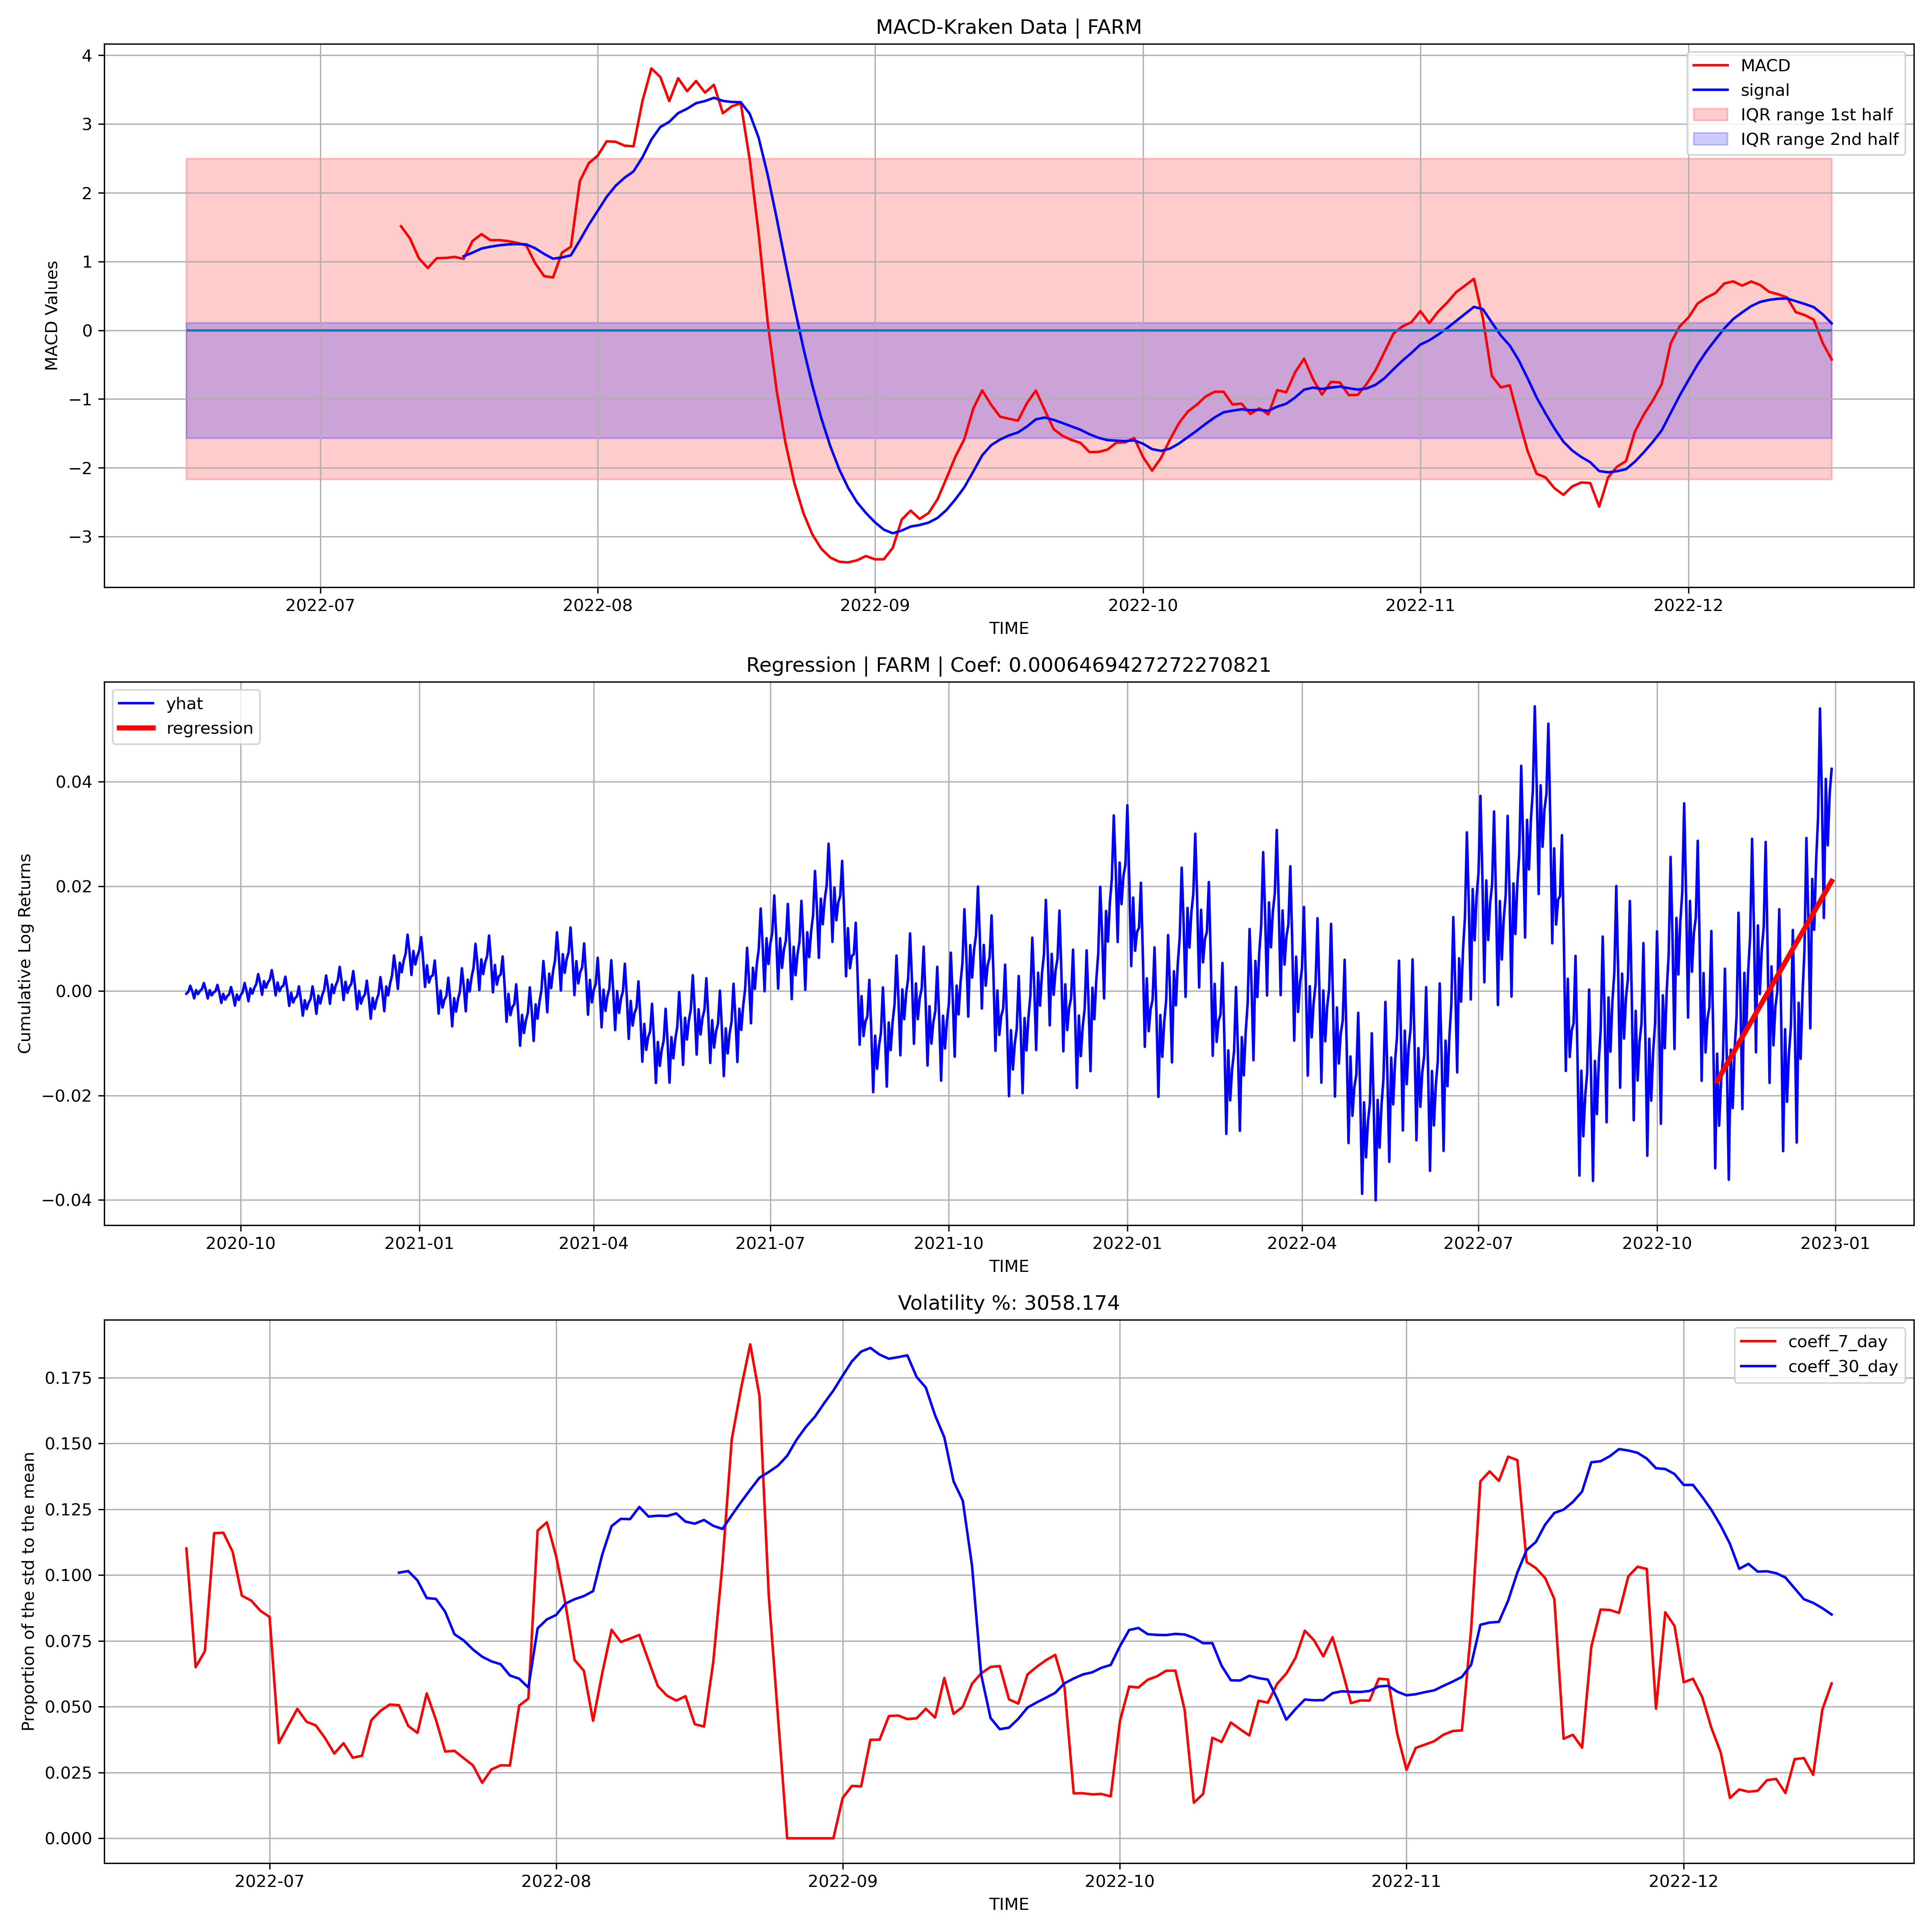 MACD-Kraken Data | FARM
MACD
signal
IQR range 1st half
IQR range 2nd half
MACD Values
4
3
2
1
0
−1
−2
−3
2022-07
2022-08
2022-09
2022-10
2022-11
2022-12
TIME
Regression | FARM | Coef: 0.0006469427272270821
yhat
regression
Cumulative Log Returns
0.04
0.02
0.00
−0.02
−0.04
2020-10
2021-01
2021-04
2021-07
2021-10
2022-01
2022-04
2022-07
2022-10
2023-01
TIME
Volatility %: 3058.174
coeff_7_day
coeff_30_day
Proportion of the std to the mean
0.175
0.150
0.125
0.100
0.075
0.050
0.025
0.000
2022-07
2022-08
2022-09
2022-10
2022-11
2022-12
TIME